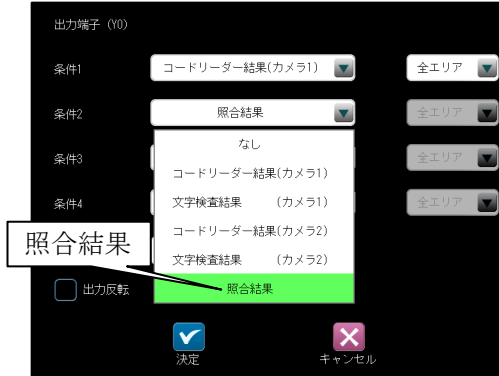 出力端子 (Y0)
条件1 コードリーダー結果(カメラ1) 全エリア
条件2 照合結果 全エリア
なし
条件3 コードリーダー結果(カメラ1) 全エリア
文字検査結果 (カメラ1)
条件4 コードリーダー結果(カメラ2) 全エリア
文字検査結果 (カメラ2)
照合結果
出力反転 照合結果
決定 キャンセル